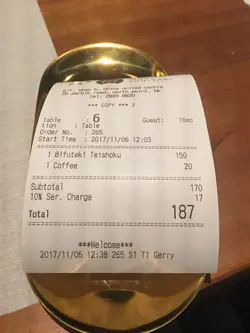 *** COPY *** 2
Table : 6 Guest: 1Sec
tion : Table
Order No. : 265
Start Time : 2017/11/06 12:03
1 Bifuteki Teishoku 150
1 Coffee 20
Subtotal 170
10% Ser. Charge 17
Total 187
***Welcome***
2017/11/06 12:38 265 S1 T1 Gerry